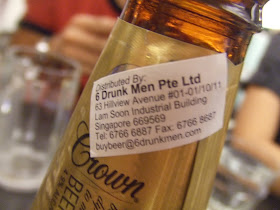 Distributed By:
6 Drunk Men Pte Ltd
63 Hillview Avenue #01-01/10/11
Lam Soon Industrial Building
Singapore 669569
Tel: 6766 6887 Fax: 6766 8687
buybeer@6drunkmen.com
Crown
BEER